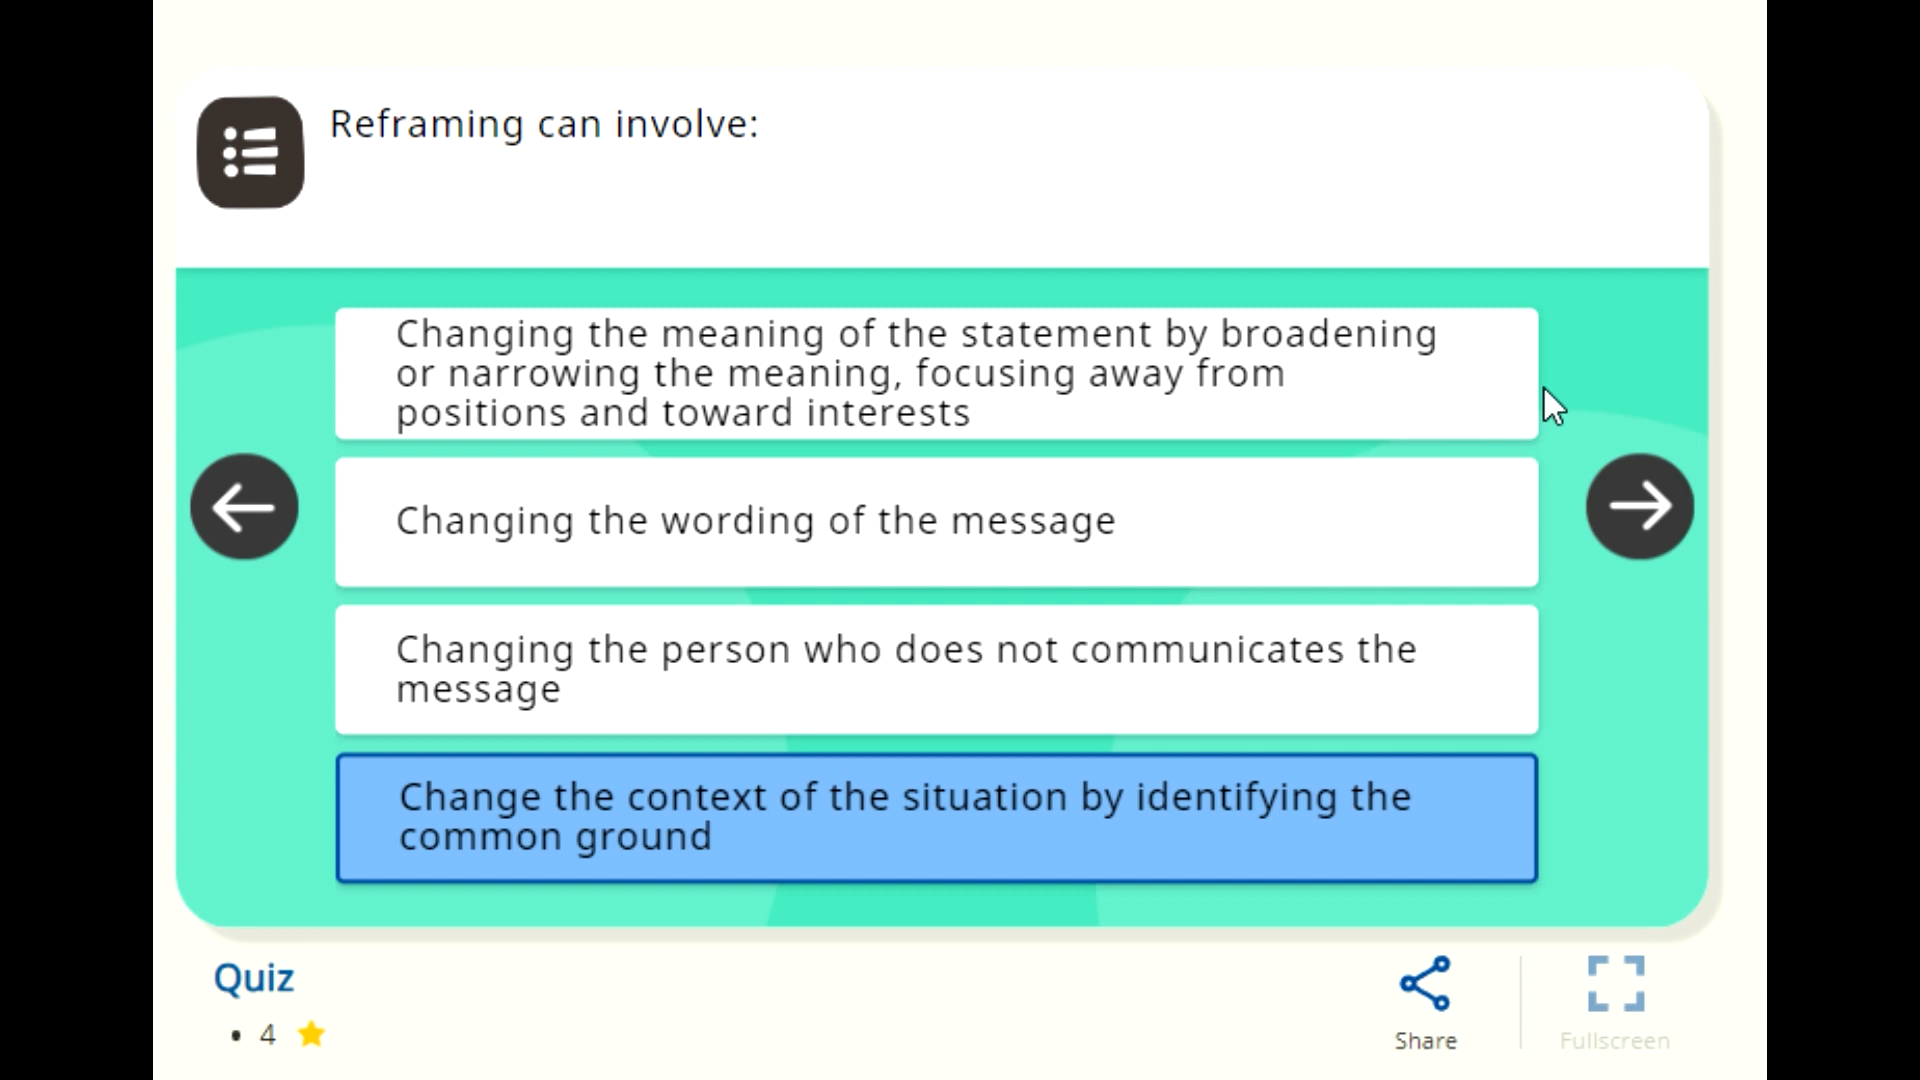 Reframing can involve:
Changing the meaning of the statement by broadening
or narrowing the meaning, focusing away from
positions and toward interests
Changing the wording of the message
Changing the person who does not communicates the
message
Change the context of the situation by identifying the
common ground
Quiz
• 4
Share
Fullscreen